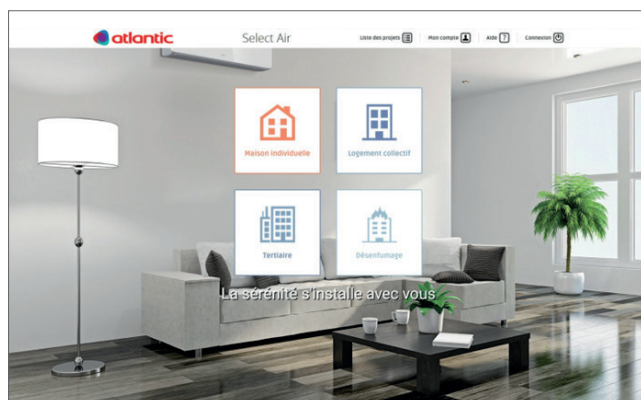 atlantic
Select Air
Liste des projets
Mon compte
Aide ?
Connexion
Maison individuelle
Logement collectif
Tertiaire
Désenfumage
La sérénité s'installe avec vous